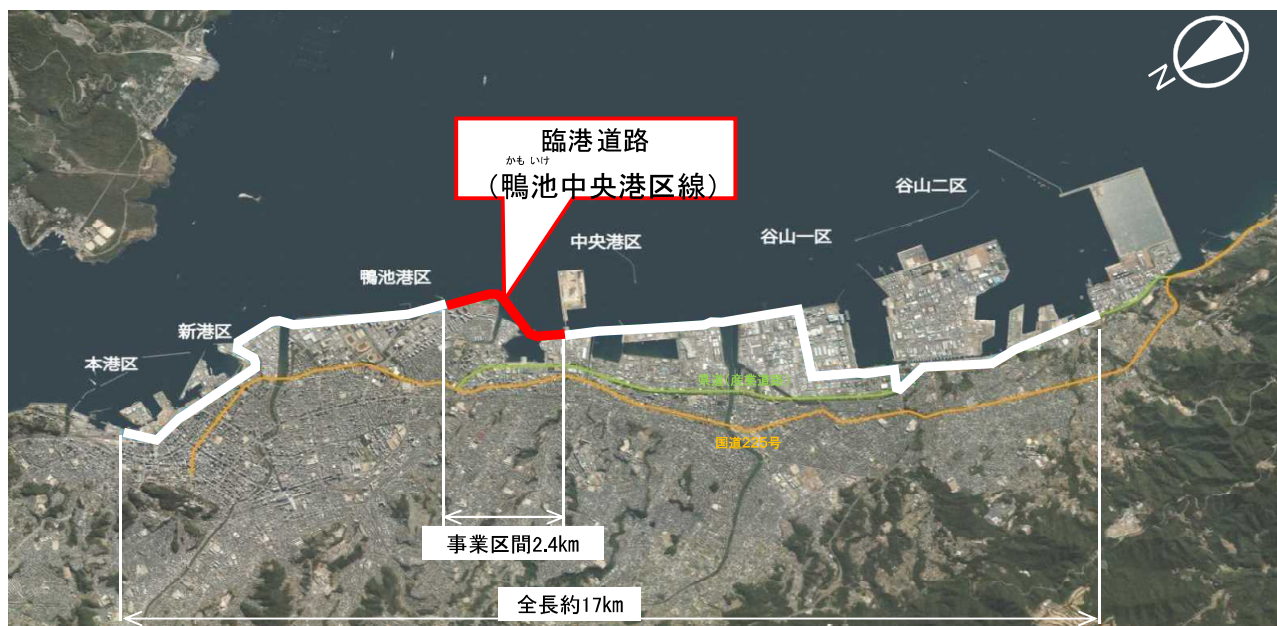 N
臨港道路
かもいけ
(鴨池中央港区線)
谷山二区
谷山一区
中央港区
鴨池港区
新港区
本港区
県道(産業道路)
国道225号
事業区間2.4km
全長約17km